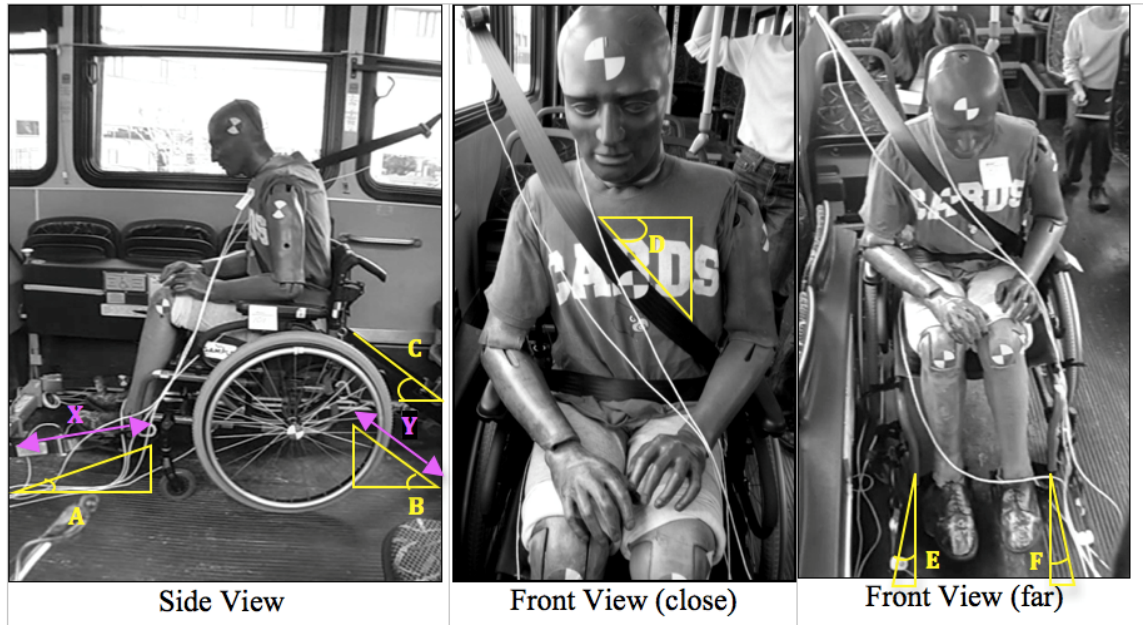 C
X
Y
A
B
D
CARDS
CARDS
E
F
Side View
Front View (close)
Front View (far)